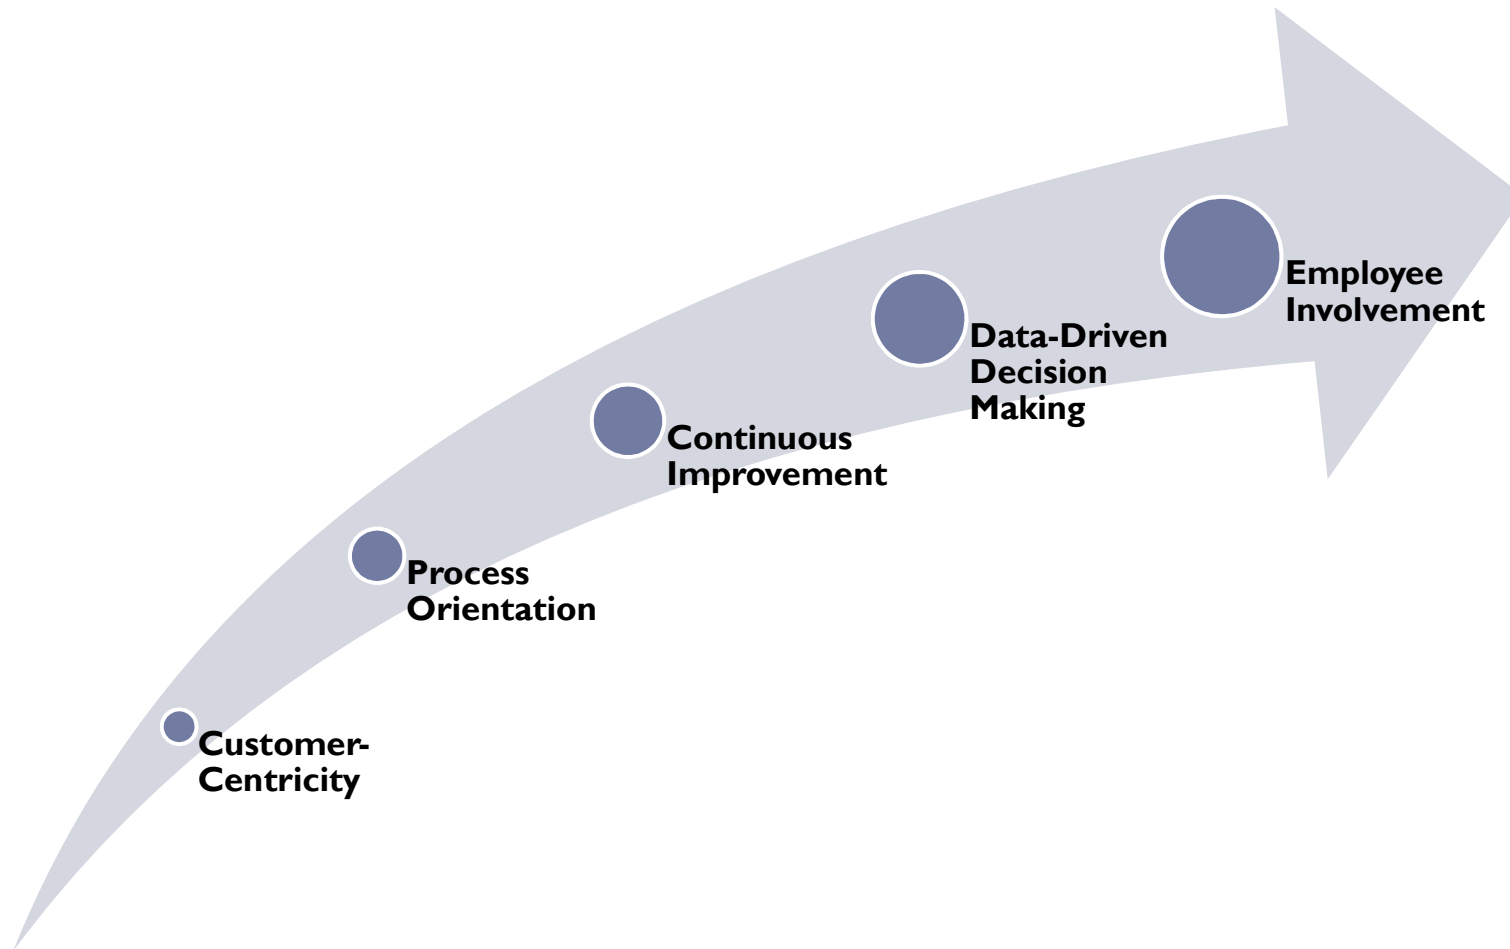 Employee
Involvement
Data-Driven
Decision
Making
Continuous
Improvement
Process
Orientation
Customer-
Centricity